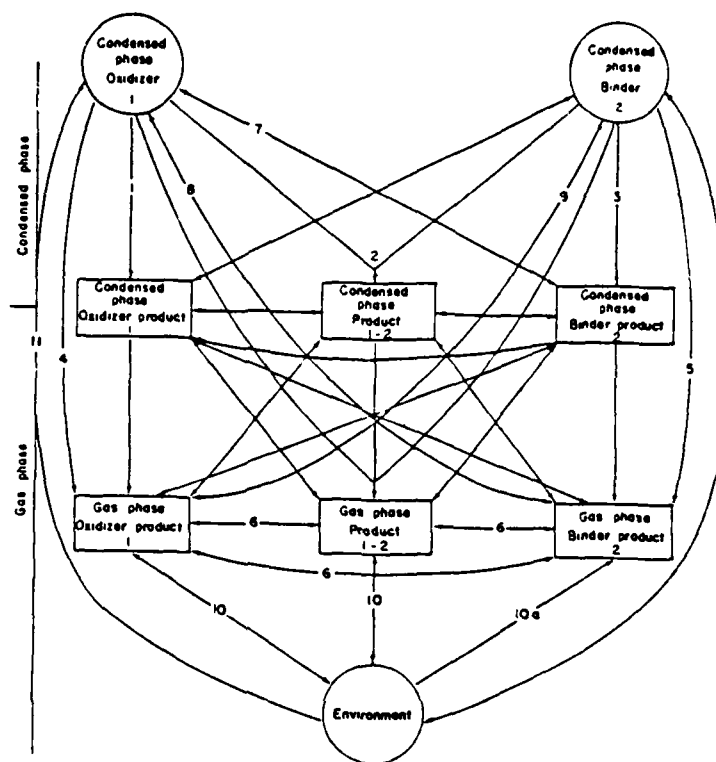 Condensed
phase
Oxidizer
1
Condensed
phase
Binder
2
Condensed phase
7
8
9
3
2
Condensed
phase
Oxidizer product
1
Condensed
phase
Product
1-2
Condensed
phase
Binder product
2
11
4
5
Gas phase
Gas phase
Oxidizer product
1
6
Gas phase
Product
1-2
6
Gas phase
Binder product
2
6
10
10
10a
Environment